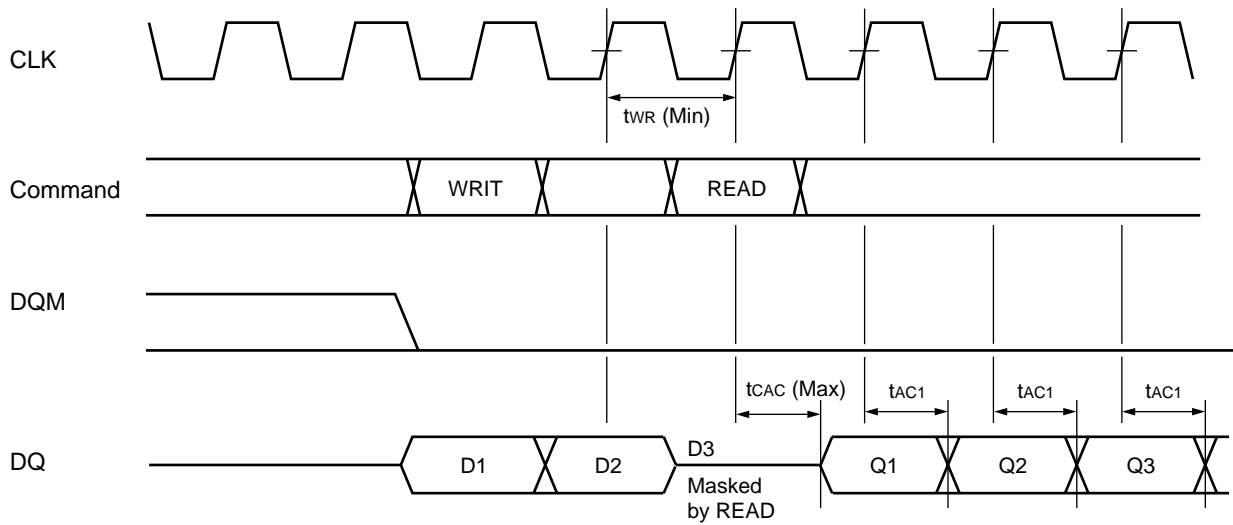 CLK
tWR (Min)
Command
WRIT
READ
DQM
tCAC (Max)
tAC1
tAC1
tAC1
DQ
D1
D2
D3
Masked
by READ
Q1
Q2
Q3